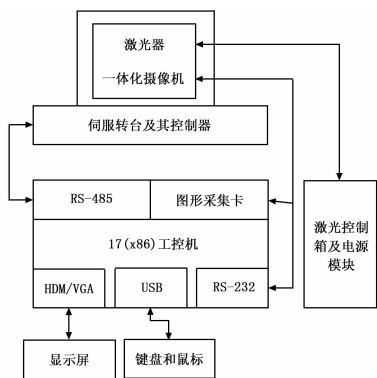 激光器
一体化摄像机
伺服转台及其控制器
RS-485
图形采集卡
17(x86)工控机
HDM/VGA
USB
RS-232
激光控制
箱及电源
模块
显示屏
键盘和鼠标